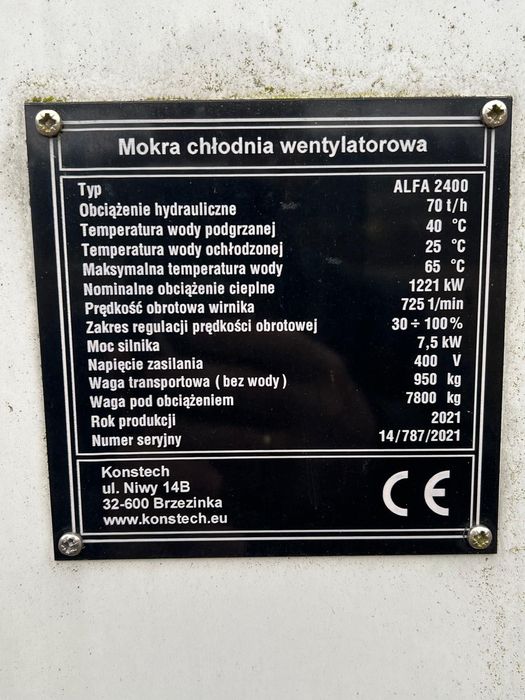 Mokra chłodnia wentylatorowa
Typ ALFA 2400
Obciążenie hydrauliczne 70 t/h
Temperatura wody podgrzanej 40 °C
Temperatura wody ochłodzonej 25 °C
Maksymalna temperatura wody 65 °C
Nominalne obciążenie cieplne 1221 kW
Prędkość obrotowa wirnika 725 1/min
Zakres regulacji prędkości obrotowej 30 ÷ 100%
Moc silnika 7,5 kW
Napięcie zasilania 400 V
Waga transportowa ( bez wody ) 950 kg
Waga pod obciążeniem 7800 kg
Rok produkcji 2021
Numer seryjny 14/787/2021
Konstech
ul. Niwy 14B
32-600 Brzezinka
www.konstech.eu
CE